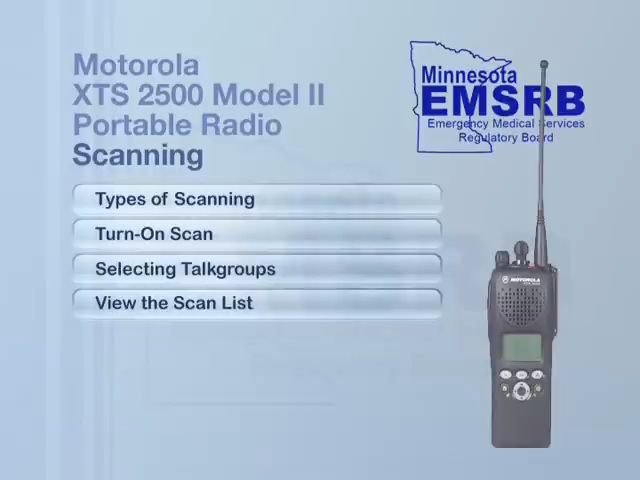 Motorola
XTS 2500 Model II
Portable Radio
Scanning
Types of Scanning
Turn-On Scan
Selecting Talkgroups
View the Scan List
Minnesota
EMSRB
Emergency Medical Services
Regulatory Board
MOTOROLA